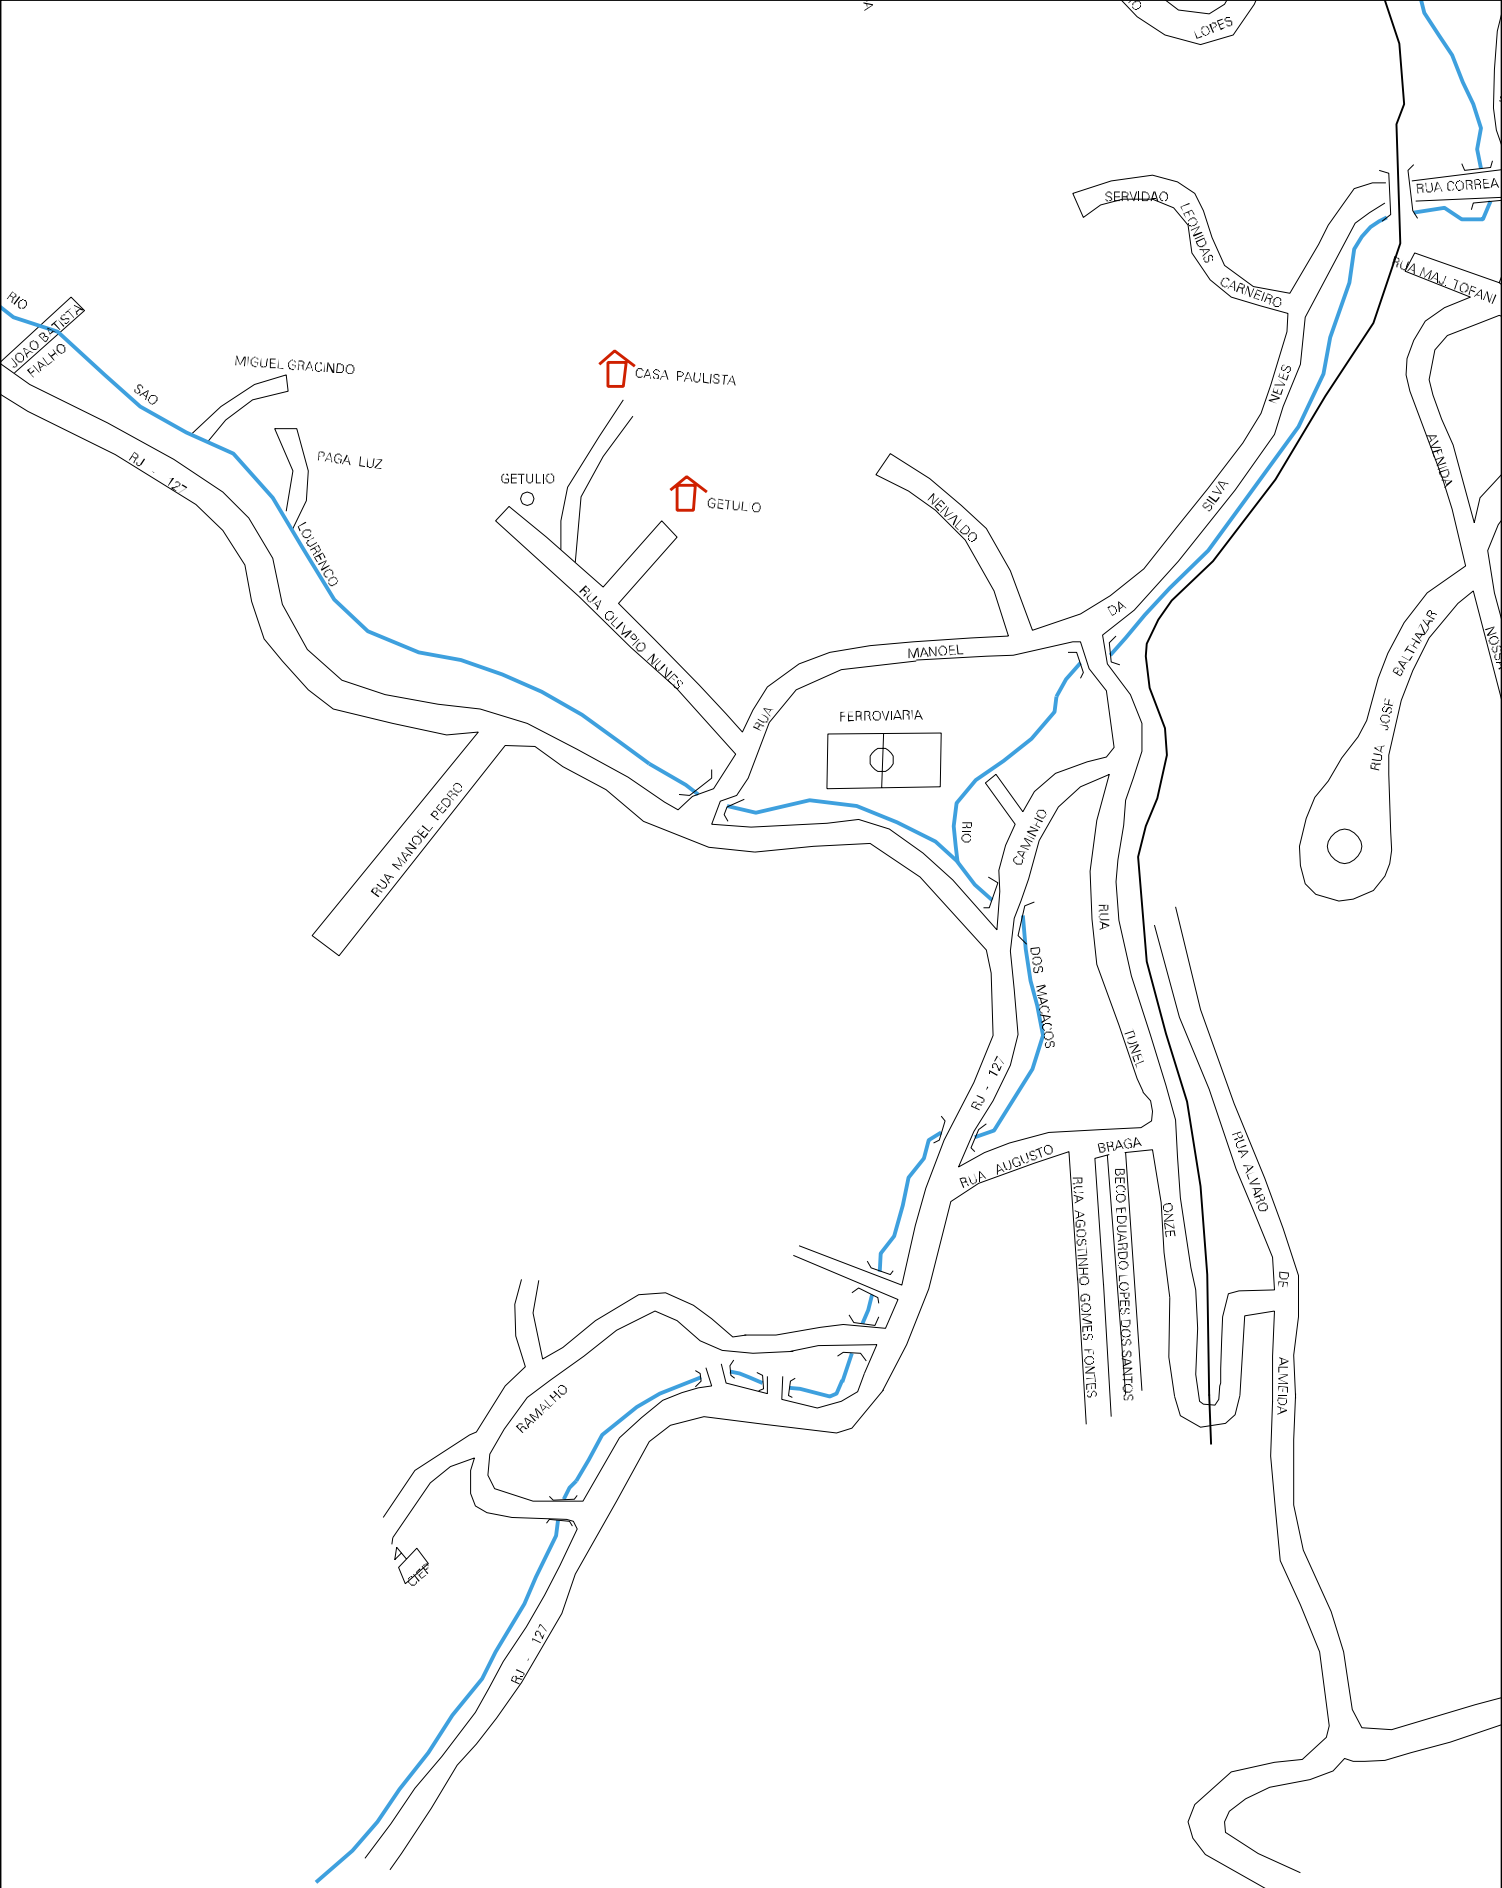 LOPES
RUA CORREA
SERVIDAO
LEONIDAS
CARNEIRO
RUA MAJ. TOFANI
RIO
JOAO BATISTA
FIALHO
SAO
MIGUEL GRACINDO
CASA PAULISTA
NEVES
PAGA LUZ
RJ - 127
GETULIO
GETUL O
AVENIDA
NEIVALDO
SILVA
LOURENCO
RUA OLIMPIO NUNES
DA
BALTHAZAR
MANOEL
RUA
FERROVIARIA
RUA JOSE
RUA MANOEL PEDRO
RIO
CAMINHO
RUA
DOS MACACOS
TUNEL
RJ - 127
RUA AUGUSTO
BRAGA
RUA ALVARO
RUA AGOSTINHO GOMES FONTES
BECO EDUARDO LOPES DOS SANTOS
ONZE
DE
RAMALHO
ALMEIDA
CIEP
RJ - 127